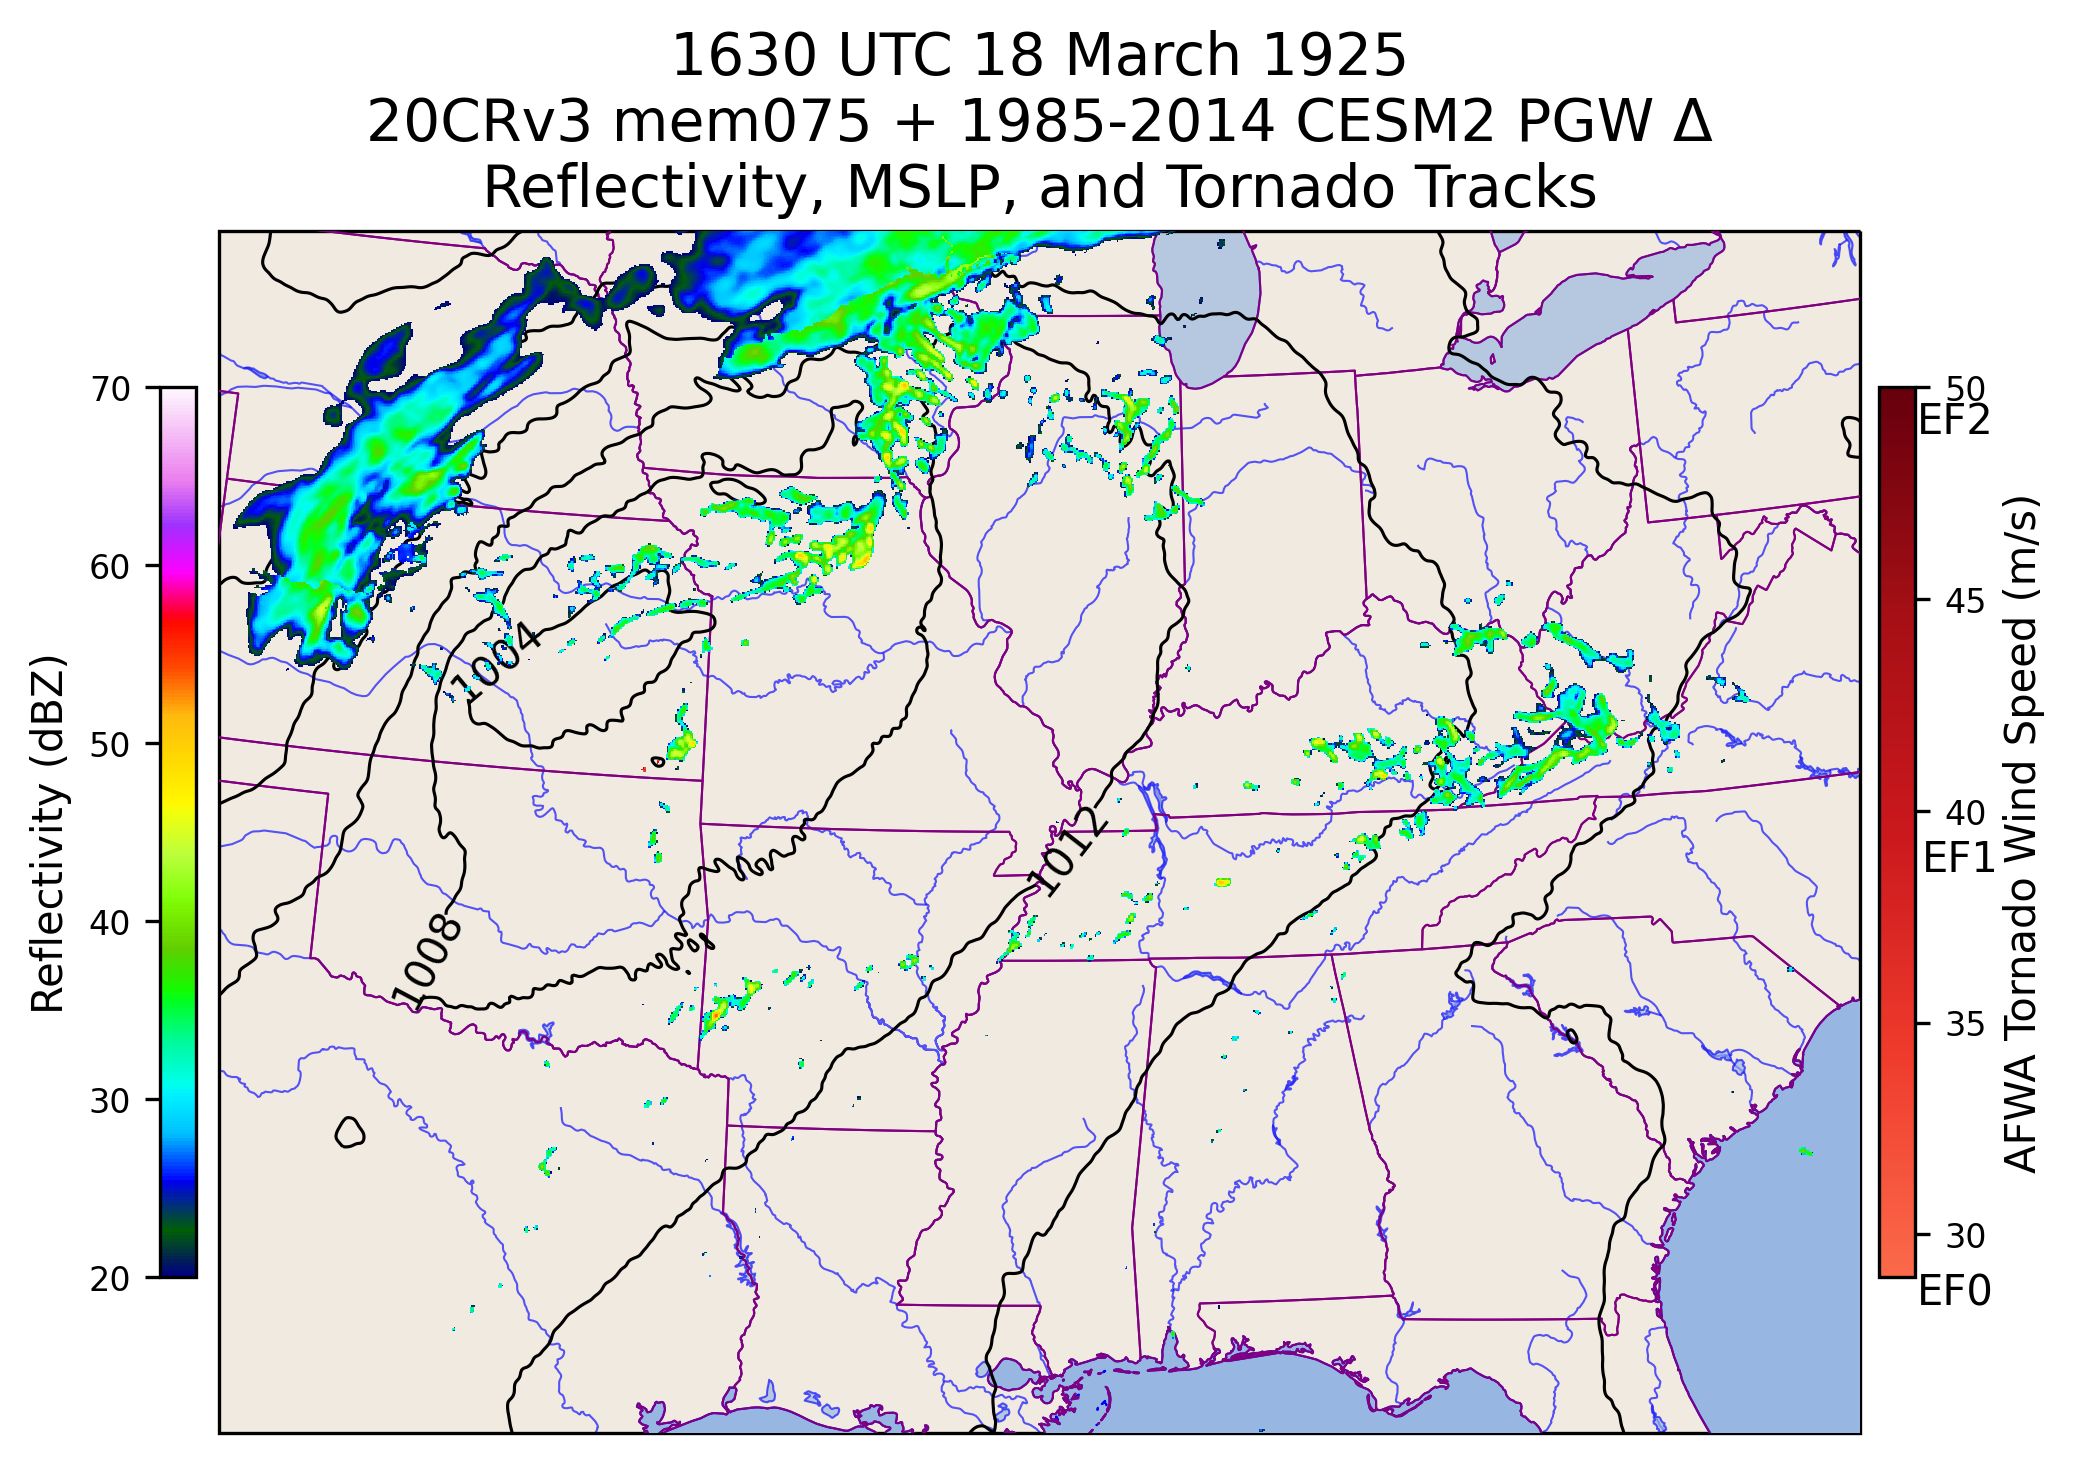 1630 UTC 18 March 1925
20CRv3 mem075 + 1985-2014 CESM2 PGW Δ
Reflectivity, MSLP, and Tornado Tracks
Reflectivity (dBZ)
70
60
50
40
30
20
1004
1008
1012
50
EF2
45
40
EF1
35
30
EF0
AFWA Tornado Wind Speed (m/s)